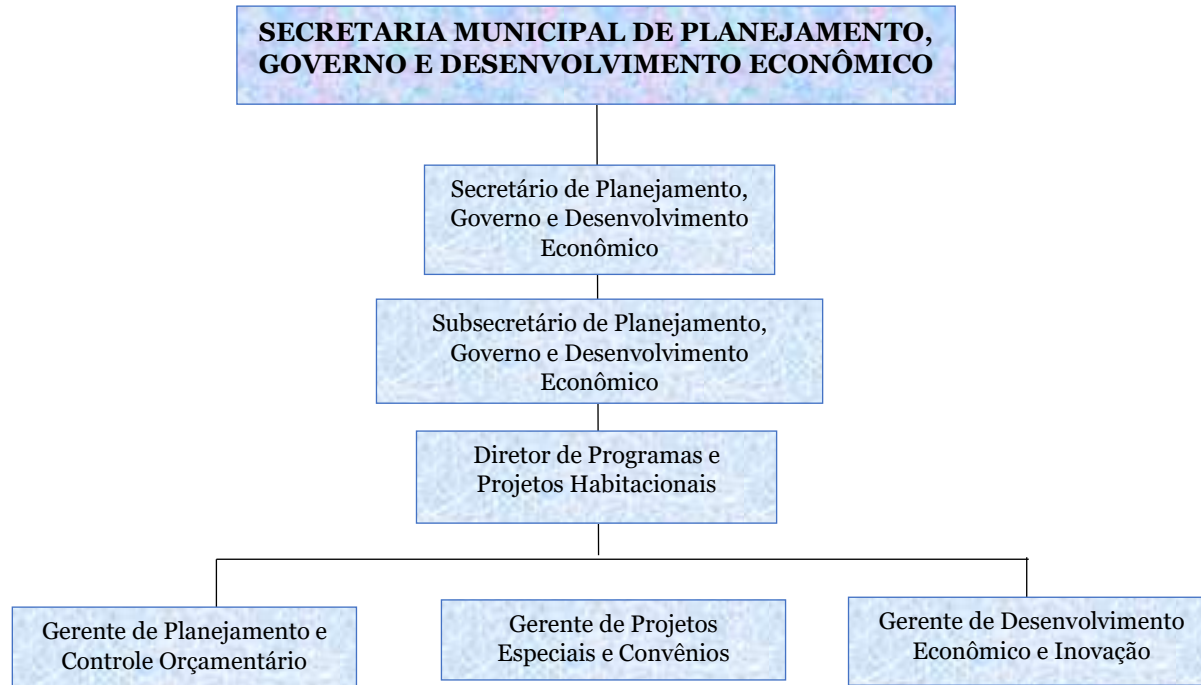 SECRETARIA MUNICIPAL DE PLANEJAMENTO,
GOVERNO E DESENVOLVIMENTO ECONÔMICO
Secretário de Planejamento,
Governo e Desenvolvimento
Econômico
Subsecretário de Planejamento,
Governo e Desenvolvimento
Econômico
Diretor de Programas e
Projetos Habitacionais
Gerente de Planejamento e
Controle Orçamentário
Gerente de Projetos
Especiais e Convênios
Gerente de Desenvolvimento
Econômico e Inovação